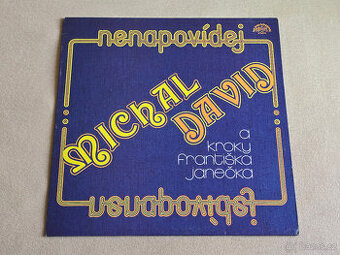 nenapovídej
MICHAL
DAVID
a
kroky
františka
janečka
nenapovídej